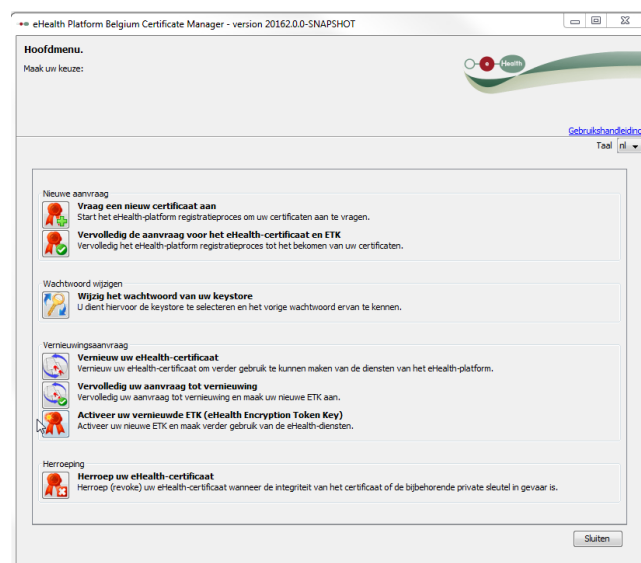 eHealth Platform Belgium Certificate Manager - version 20162.0.0-SNAPSHOT
Hoofdmenu.
Maak uw keuze:
Health
Gebruikshandleiding
Taal nl
Nieuwe aanvraag
Vraag een nieuw certificaat aan
Start het eHealth-platform registratieproces om uw certificaten aan te vragen.
Vervolledig de aanvraag voor het eHealth-certificaat en ETK
Vervolledig het eHealth-platform registratieproces tot het bekomen van uw certificaten.
Wachtwoord wijzigen
Wijzig het wachtwoord van uw keystore
U dient hiervoor de keystore te selecteren en het vorige wachtwoord ervan te kennen.
Vernieuwingsaanvraag
Vernieuw uw eHealth-certificaat
Vernieuw uw eHealth-certificaat om verder gebruik te kunnen maken van de diensten van het eHealth-platform.
Vervolledig uw aanvraag tot vernieuwing
Vervolledig uw aanvraag tot vernieuwing en maak uw nieuwe ETK aan.
Activeer uw vernieuwde ETK (eHealth Encryption Token Key)
Activeer uw nieuwe ETK en maak verder gebruik van de eHealth-diensten.
Herroeping
Herroep uw eHealth-certificaat
Herroep (revoke) uw eHealth-certificaat wanneer de integriteit van het certificaat of de bijbehorende private sleutel in gevaar is.
Sluiten